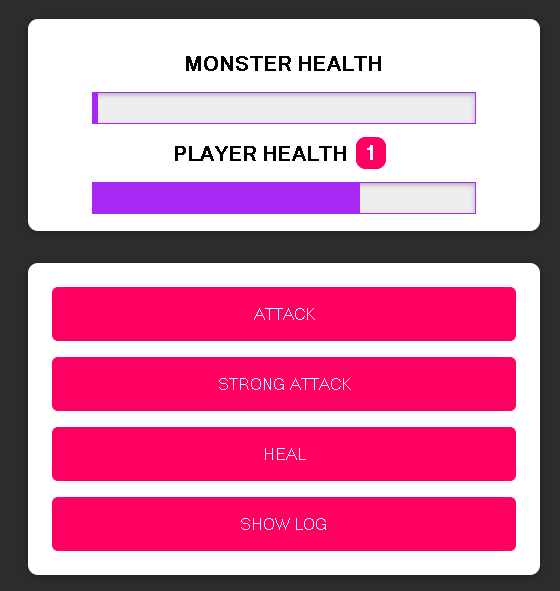 MONSTER HEALTH
PLAYER HEALTH 1
ATTACK
STRONG ATTACK
HEAL
SHOW LOG